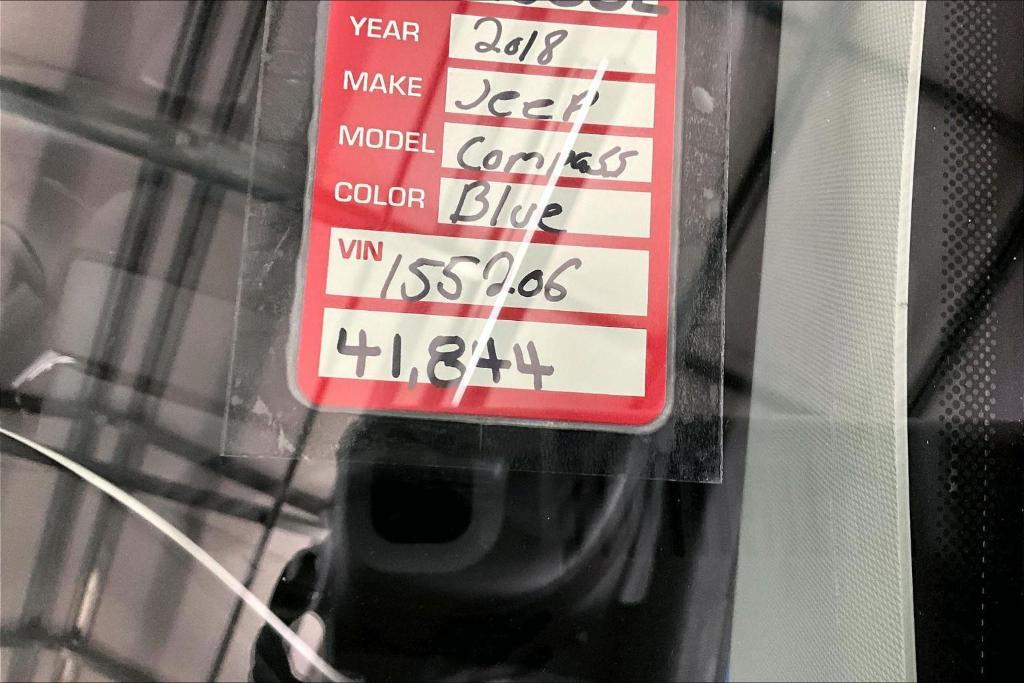 YEAR 2018
MAKE Jeep
MODEL Compass
COLOR Blue
VIN 155206
41,844